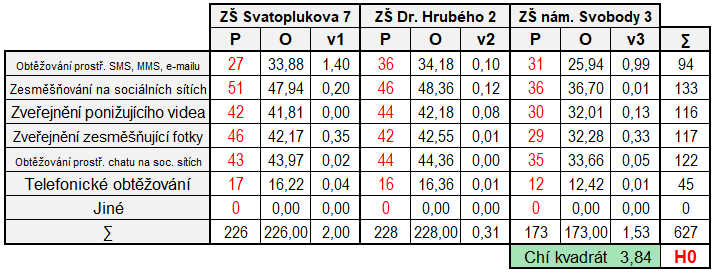 ZŠ Svatoplukova 7 ZŠ Dr. Hrubého 2 ZŠ nám. Svobody 3
P O v1 P O v2 P O v3 ∑
Obtěžování prostř. SMS, MMS, e-mailu 27 33,88 1,40 36 34,18 0,10 31 25,94 0,99 94
Zesměšňování na sociálních sítích 51 47,94 0,20 46 48,36 0,12 36 36,70 0,01 133
Zveřejnění ponižujícího videa 42 41,81 0,00 44 42,18 0,08 30 32,01 0,13 116
Zveřejnění zesměšňující fotky 46 42,17 0,35 42 42,55 0,01 29 32,28 0,33 117
Obtěžování prostř. chatu na soc. sítích 43 43,97 0,02 44 44,36 0,00 35 33,66 0,05 122
Telefonické obtěžování 17 16,22 0,04 16 16,36 0,01 12 12,42 0,01 45
Jiné 0 0,00 0,00 0 0,00 0,00 0 0,00 0,00 0
∑ 226 226,00 2,00 228 228,00 0,31 173 173,00 1,53 627
Chí kvadrát 3,84 H0